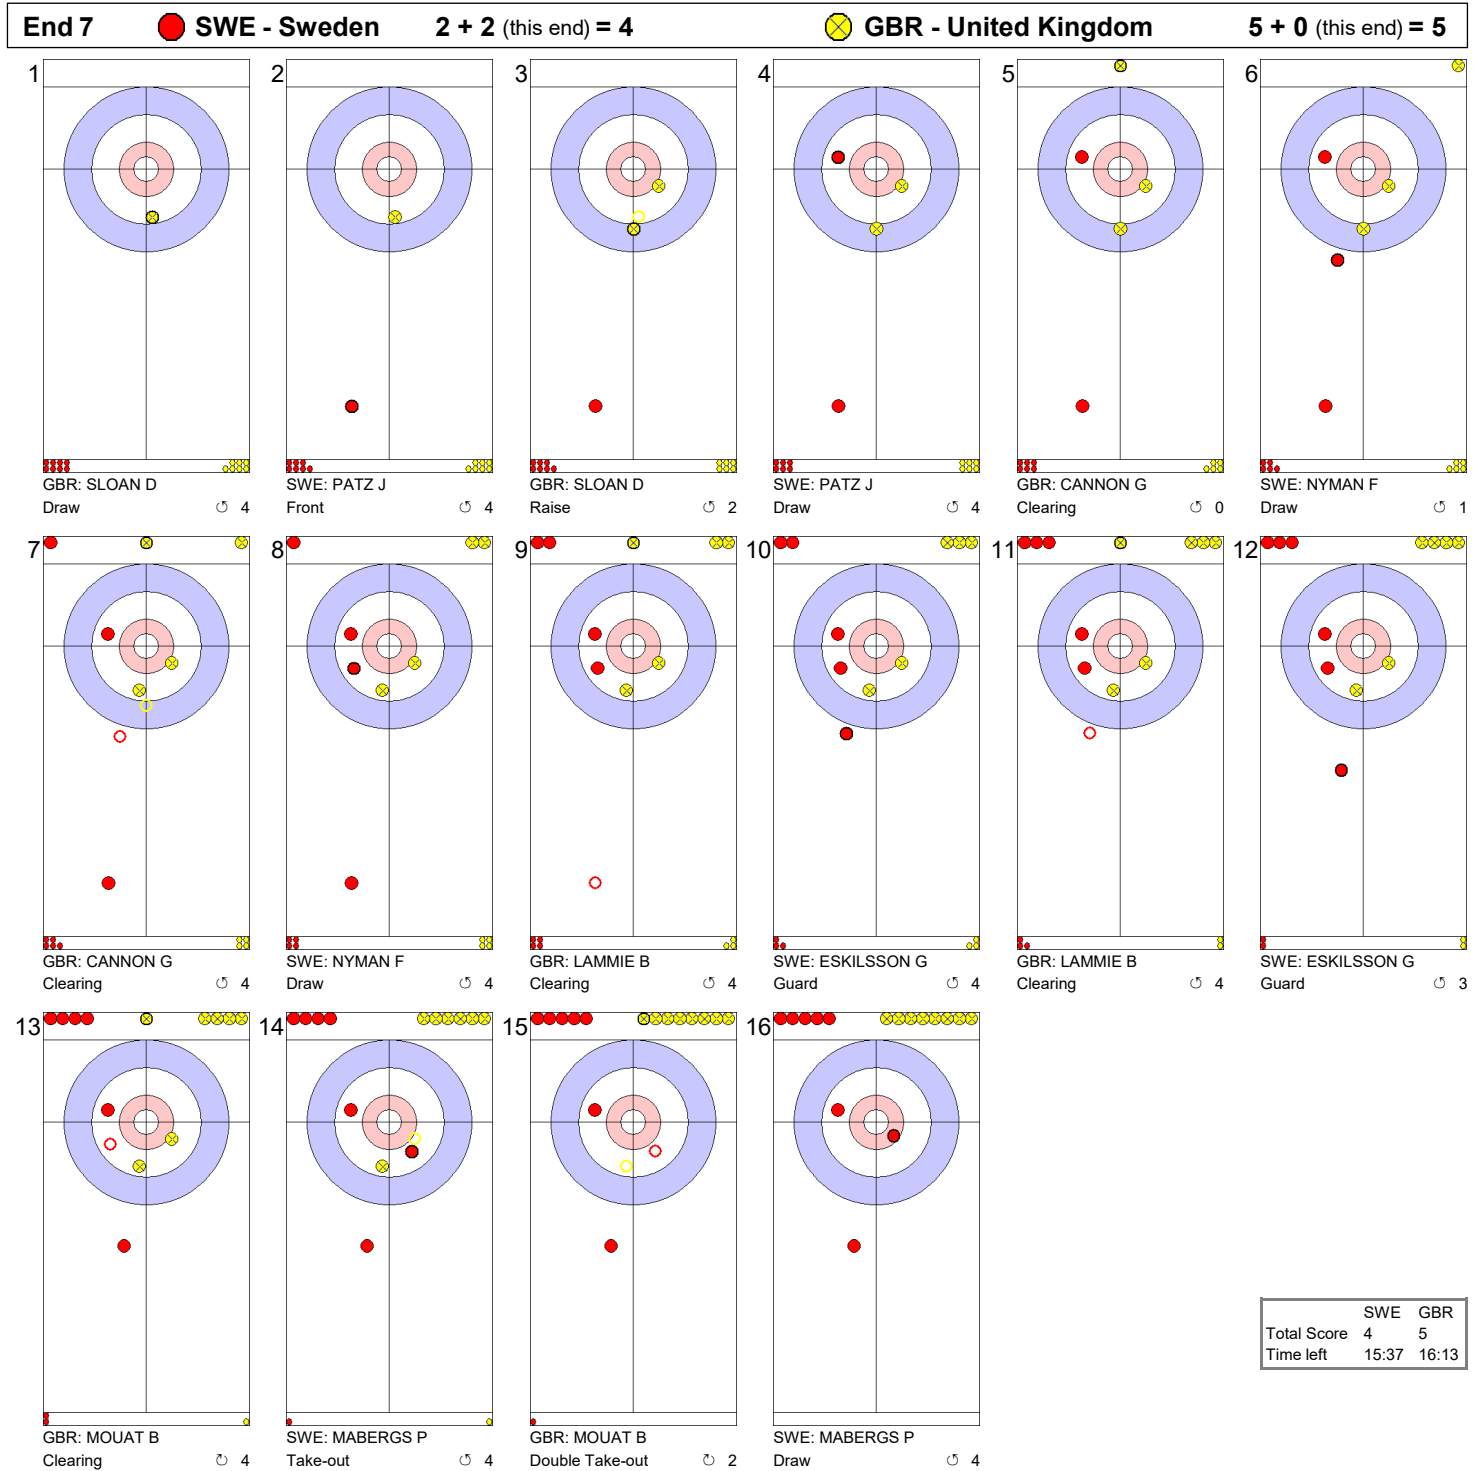 End 7 SWE - Sweden 2 + 2 (this end) = 4 GBR - United Kingdom 5 + 0 (this end) = 5
1 2 3 4 5 6
GBR: SLOAN D SWE: PATZ J GBR: SLOAN D SWE: PATZ J GBR: CANNON G SWE: NYMAN F
Draw ↺ 4 Front ↺ 4 Raise ↺ 2 Draw ↺ 4 Clearing ↺ 0 Draw ↺ 1
7 8 9 10 11 12
GBR: CANNON G SWE: NYMAN F GBR: LAMMIE B SWE: ESKILSSON G GBR: LAMMIE B SWE: ESKILSSON G
Clearing ↺ 4 Draw ↺ 4 Clearing ↺ 4 Guard ↺ 4 Clearing ↺ 4 Guard ↺ 3
13 14 15 16
SWE GBR
Total Score 4 5
Time left 15:37 16:13
GBR: MOUAT B SWE: MABERGS P GBR: MOUAT B SWE: MABERGS P
Clearing ↻ 4 Take-out ↺ 4 Double Take-out ↻ 2 Draw ↺ 4